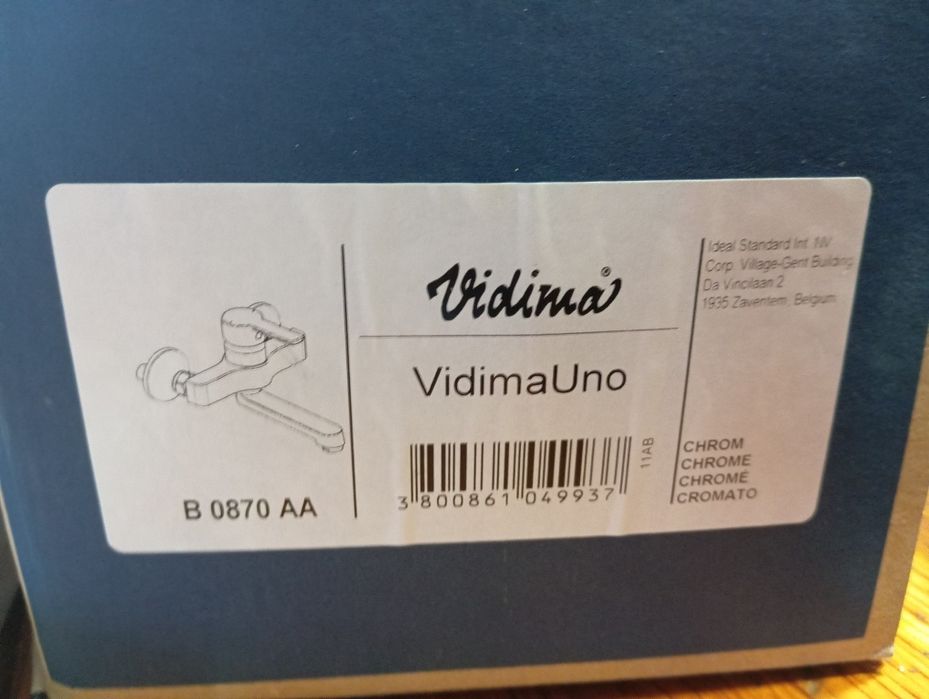 Vidima®
VidimaUno
3 800861 049937
11AB
B 0870 AA
Ideal Standard Int. NV
Corp. Village-Gent Building
Da Vincilaan 2
1935 Zaventem, Belgium
CHROM
CHROME
CHROMÉ
CROMATO